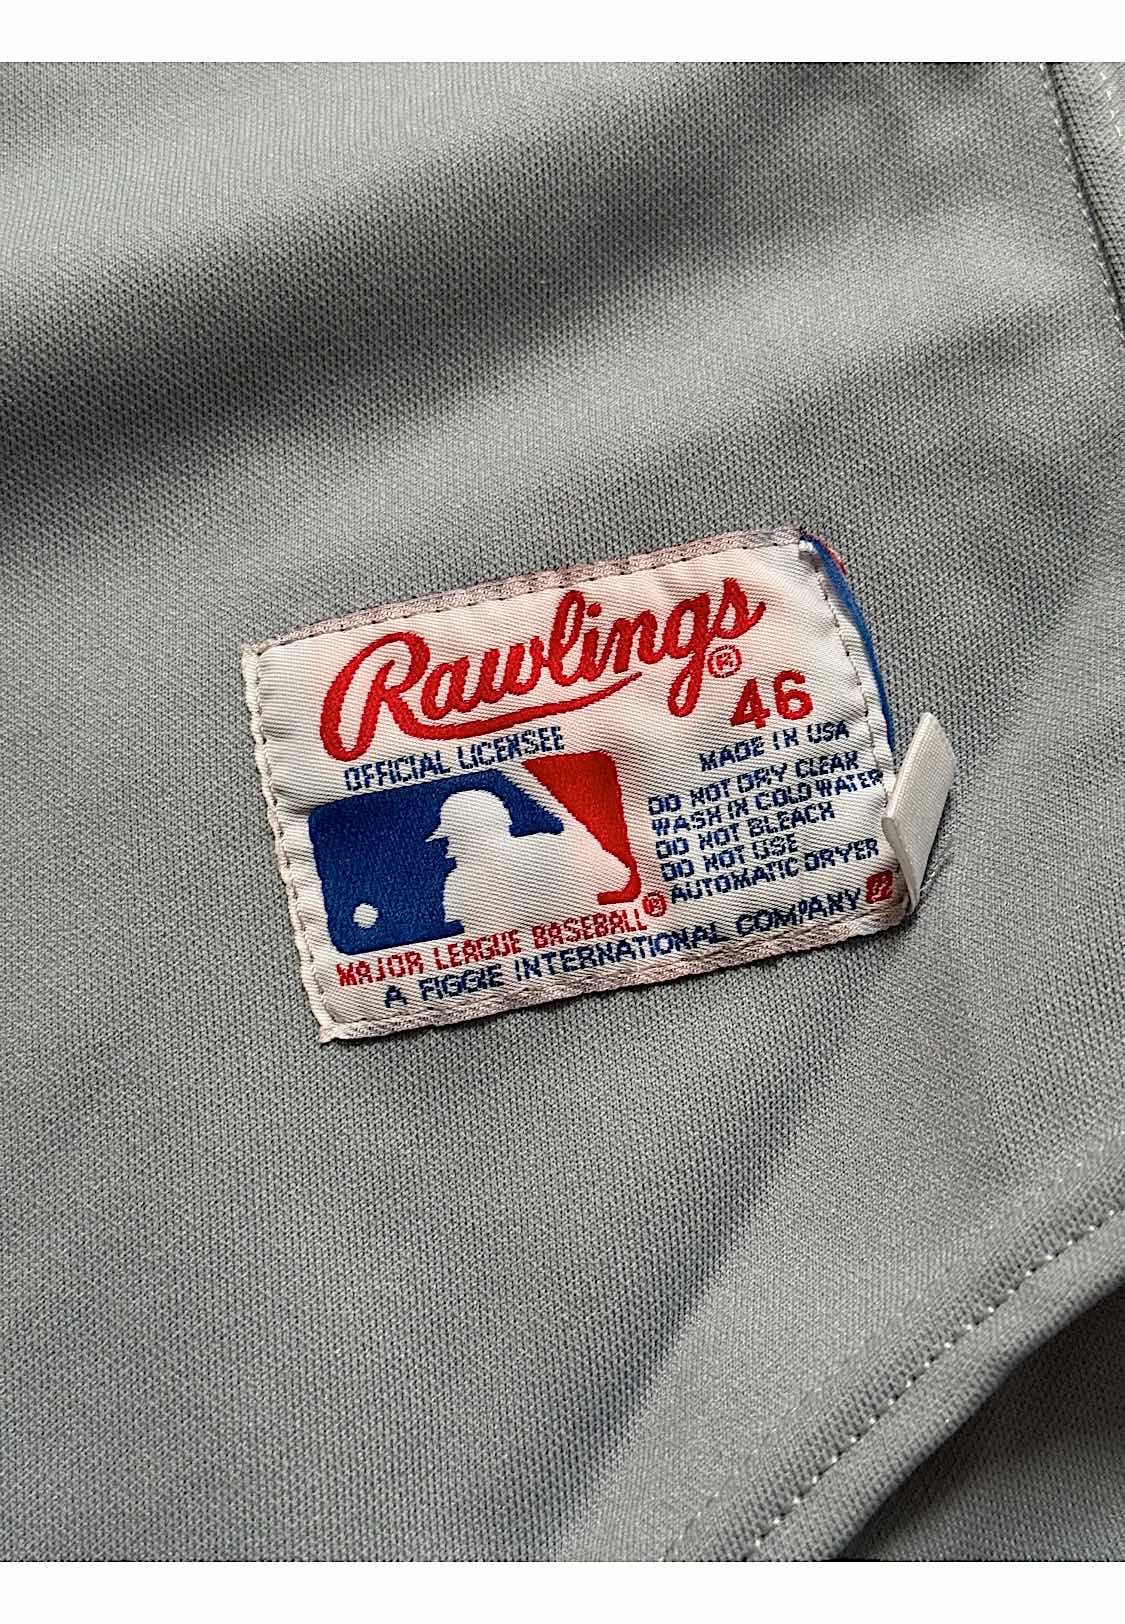 Rawlings®
46
OFFICIAL LICENSEE
MADE IN USA
DO NOT DRY CLEAN
WASH IN COLD WATER
DO NOT BLEACH
DO NOT USE
AUTOMATIC DRYER
MAJOR LEAGUE BASEBALL®
A FIGGIE INTERNATIONAL COMPANY